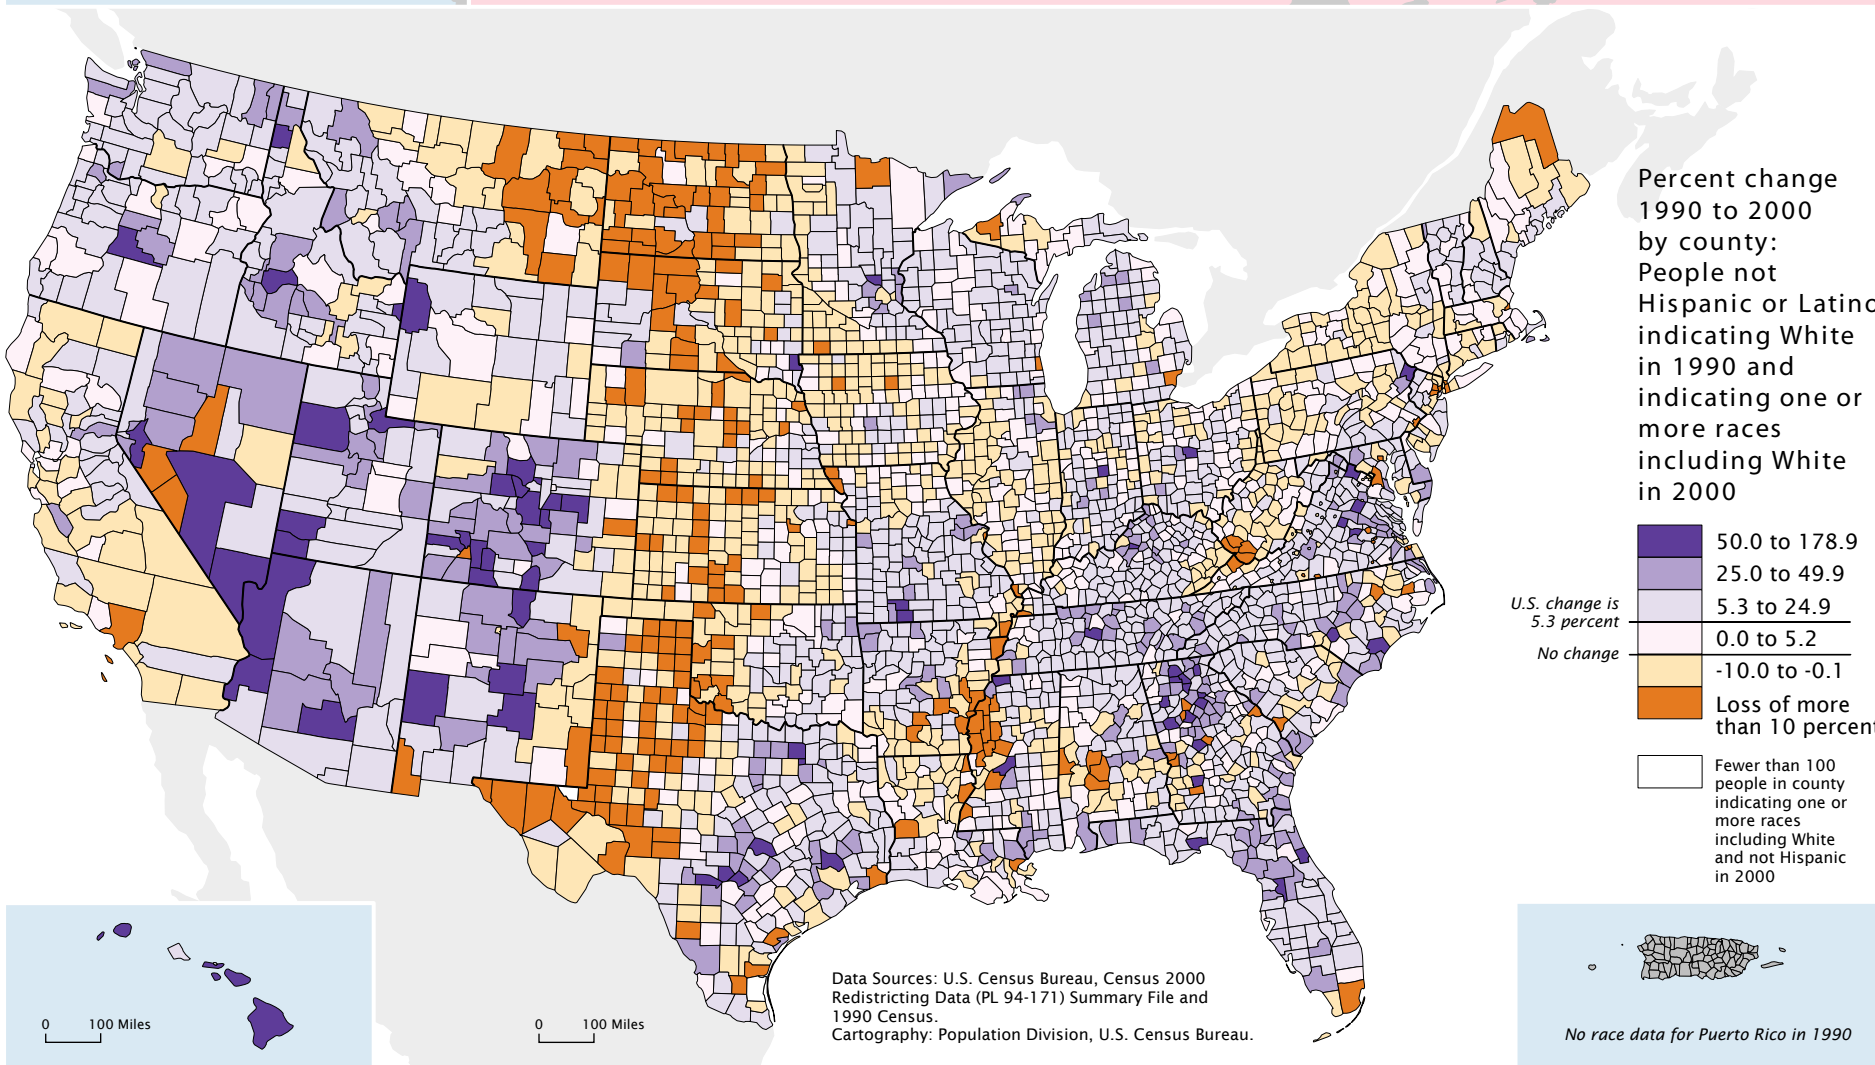 Percent change
1990 to 2000
by county:
People not
Hispanic or Latino
indicating White
in 1990 and
indicating one or
more races
including White
in 2000
50.0 to 178.9
25.0 to 49.9
5.3 to 24.9
0.0 to 5.2
-10.0 to -0.1
Loss of more
than 10 percent
U.S. change is
5.3 percent
No change
Fewer than 100
people in county
indicating one or
more races
including White
and not Hispanic
in 2000
0 100 Miles
0 100 Miles
Data Sources: U.S. Census Bureau, Census 2000
Redistricting Data (PL 94-171) Summary File and
1990 Census.
Cartography: Population Division, U.S. Census Bureau.
No race data for Puerto Rico in 1990